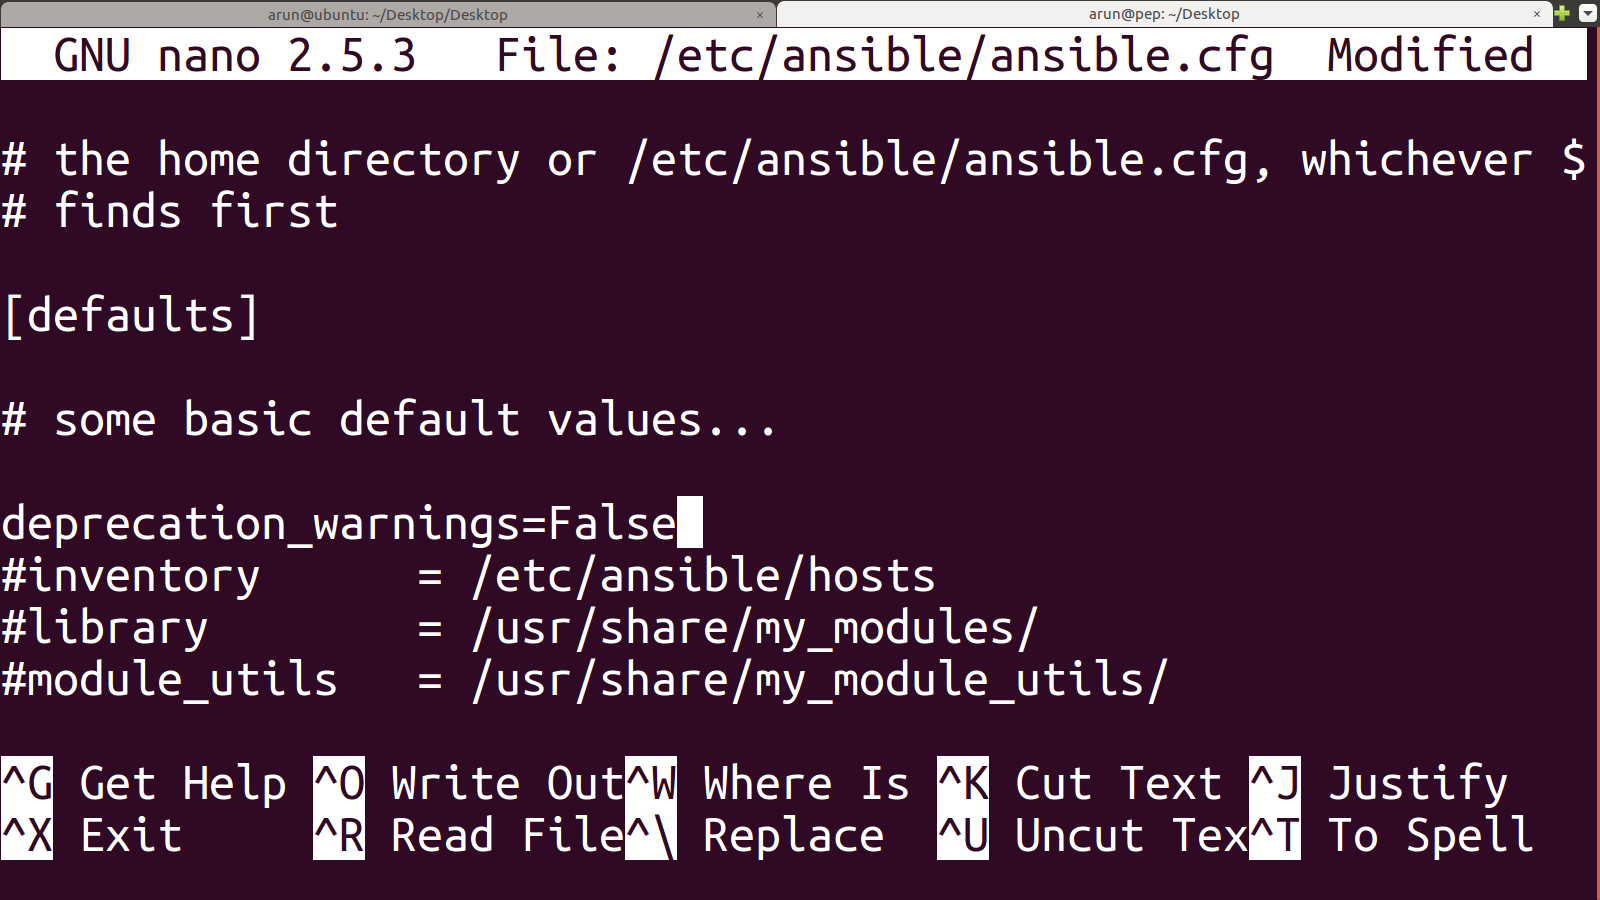 arun@ubuntu: ~/Desktop/Desktop × arun@pep: ~/Desktop ×
GNU nano 2.5.3 File: /etc/ansible/ansible.cfg Modified
# the home directory or /etc/ansible/ansible.cfg, whichever $
# finds first
[defaults]
# some basic default values...
deprecation_warnings=False
#inventory      = /etc/ansible/hosts
#library        = /usr/share/my_modules/
#module_utils   = /usr/share/my_module_utils/
^G Get Help ^O Write Out^W Where Is ^K Cut Text ^J Justify
^X Exit ^R Read File^\ Replace ^U Uncut Tex^T To Spell